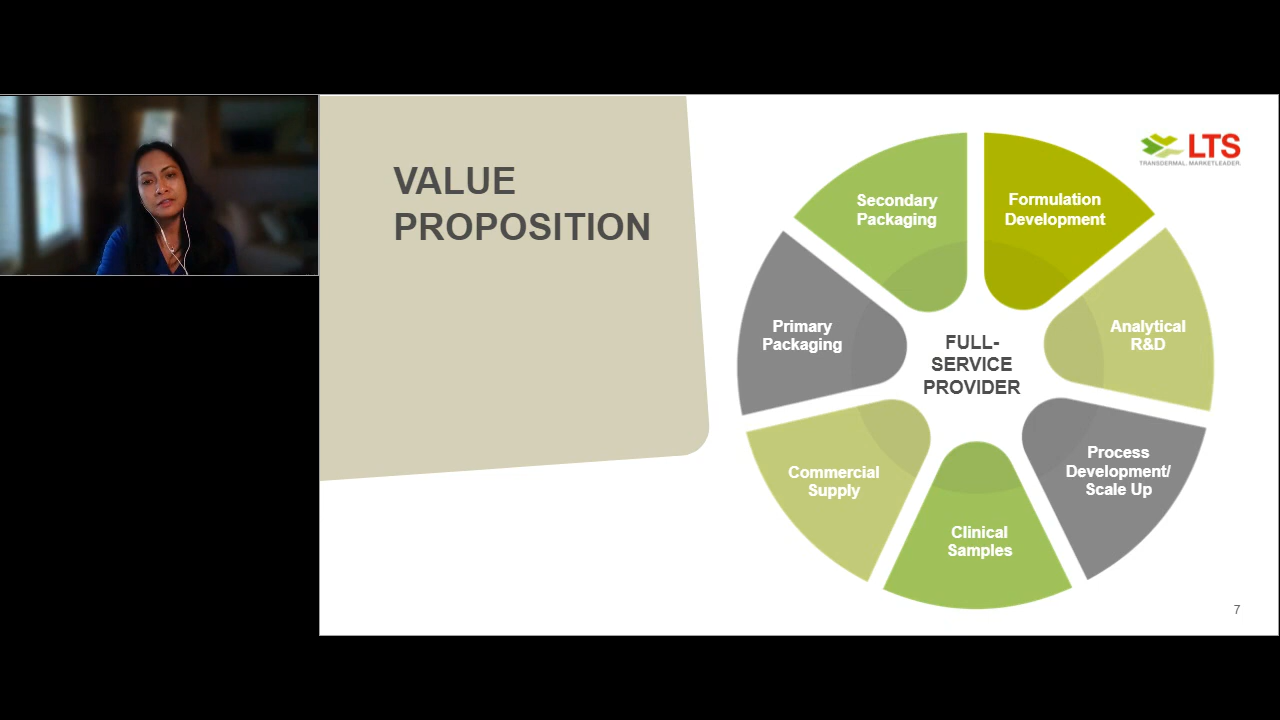 VALUE
PROPOSITION
LTS
TRANSDERMAL. MARKETLEADER.
Secondary
Packaging
Formulation
Development
Primary
Packaging
FULL-
SERVICE
PROVIDER
Analytical
R&D
Commercial
Supply
Process
Development/
Scale Up
Clinical
Samples
7